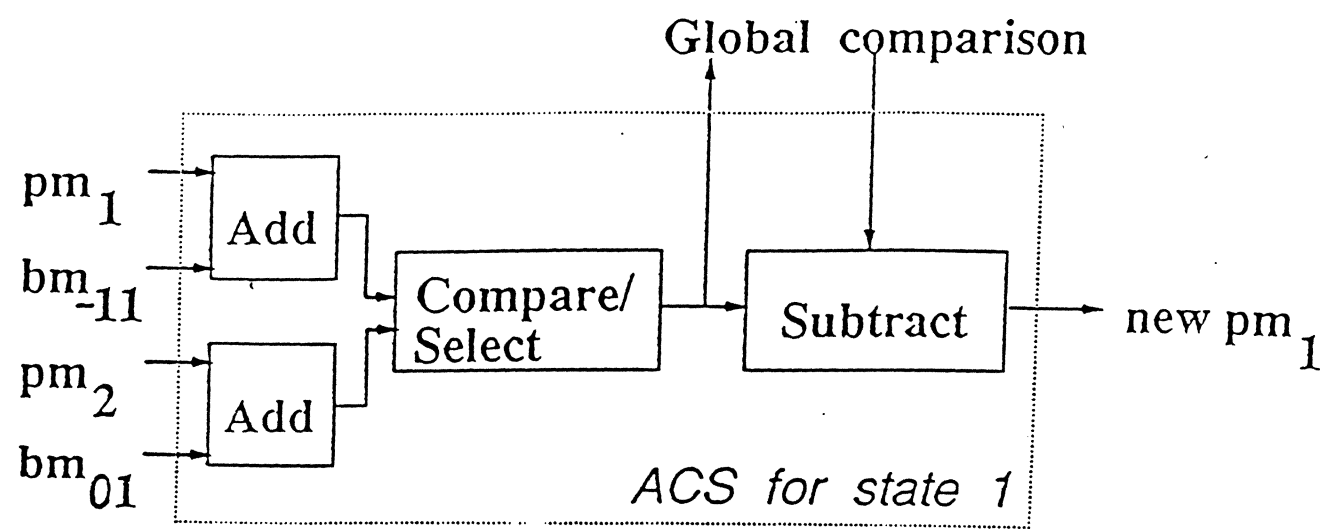 Global comparison
pm1
Add
bm-11
Compare/
Select
Subtract
new pm1
pm2
Add
bm01
ACS for state 1